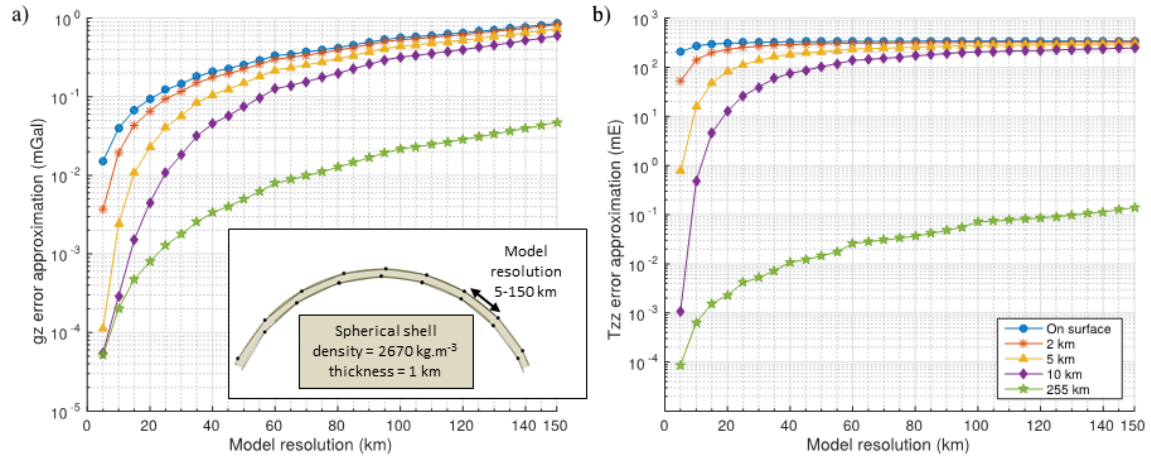 a)
gz error approximation (mGal)
10^0
10^-1
10^-2
10^-3
10^-4
10^-5
0 20 40 60 80 100 120 140 150
Model resolution (km)
Model
resolution
5-150 km
Spherical shell
density = 2670 kg.m^-3
thickness = 1 km
b)
Tzz error approximation (mE)
10^3
10^2
10^1
10^0
10^-1
10^-2
10^-3
10^-4
0 20 40 60 80 100 120 140 150
Model resolution (km)
On surface
2 km
5 km
10 km
255 km